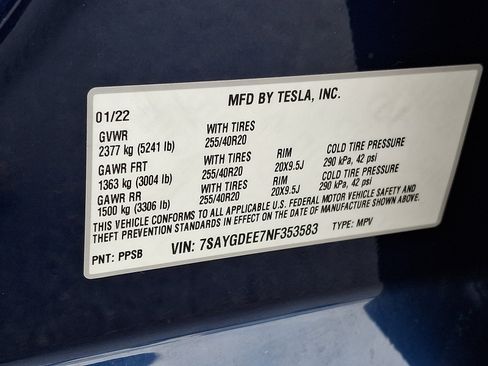 MFD BY TESLA, INC.
01/22
GVWR WITH TIRES
2377 kg (5241 lb) 255/40R20
GAWR FRT WITH TIRES RIM COLD TIRE PRESSURE
1363 kg (3004 lb) 255/40R20 20X9.5J 290 kPa, 42 psi
GAWR RR WITH TIRES RIM COLD TIRE PRESSURE
1500 kg (3306 lb) 255/40R20 20X9.5J 290 kPa, 42 psi
THIS VEHICLE CONFORMS TO ALL APPLICABLE U.S. FEDERAL MOTOR VEHICLE SAFETY AND
THEFT PREVENTION STANDARDS IN EFFECT ON THE DATE OF MANUFACTURE SHOWN ABOVE.
PNT: PPSB VIN: 7SAYGDEE7NF353583 TYPE: MPV